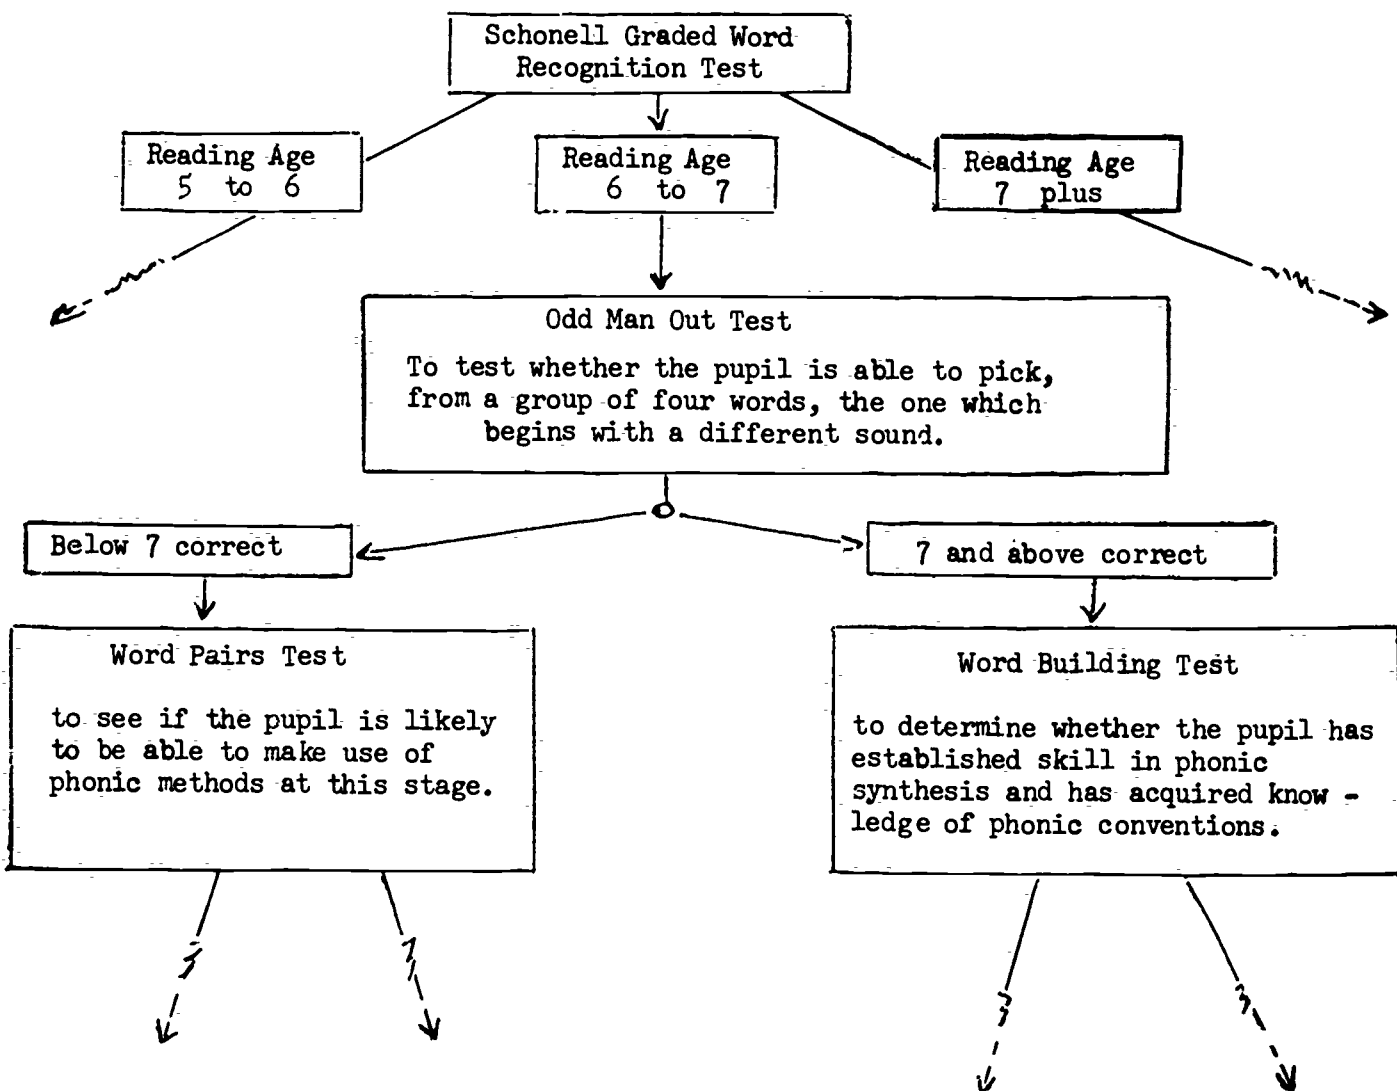 Schonell Graded Word
Recognition Test
Reading Age
5 to 6
Reading Age
6 to 7
Reading Age
7 plus
Odd Man Out Test
To test whether the pupil is able to pick,
from a group of four words, the one which
begins with a different sound.
Below 7 correct
7 and above correct
Word Pairs Test
to see if the pupil is likely
to be able to make use of
phonic methods at this stage.
Word Building Test
to determine whether the pupil has
established skill in phonic
synthesis and has acquired know -
ledge of phonic conventions.